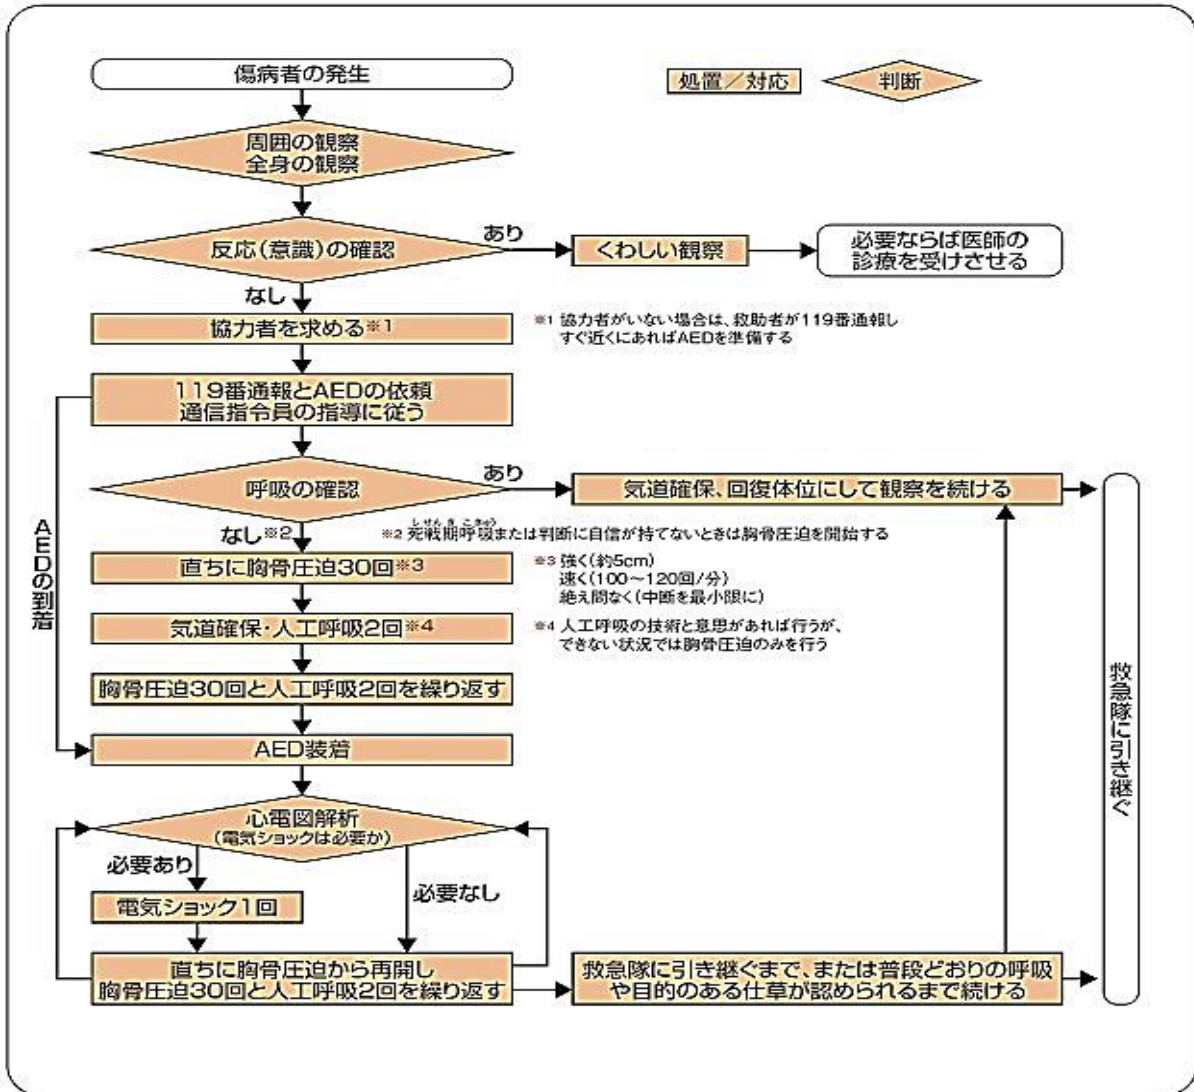 傷病者の発生
処置/対応
判断
周囲の観察
全身の観察
反応(意識)の確認
あり
くわしい観察
必要ならば医師の
診療を受けさせる
なし
協力者を求める※1
※1 協力者がいない場合は、救助者が119番通報し
すぐ近くにあればAEDを準備する
119番通報とAEDの依頼
通信指令員の指導に従う
呼吸の確認
あり
気道確保、回復体位にして観察を続ける
なし※2
しせんきこきゅう
※2 死戦期呼吸または判断に自信が持てないときは胸骨圧迫を開始する
AEDの到着
直ちに胸骨圧迫30回※3
※3 強く(約5cm)
速く(100〜120回/分)
絶え間なく(中断を最小限に)
気道確保・人工呼吸2回※4
※4 人工呼吸の技術と意思があれば行うが、
できない状況では胸骨圧迫のみを行う
胸骨圧迫30回と人工呼吸2回を繰り返す
AED装着
心電図解析
(電気ショックは必要か)
必要あり
必要なし
電気ショック1回
直ちに胸骨圧迫から再開し
胸骨圧迫30回と人工呼吸2回を繰り返す
救急隊に引き継ぐまで、または普段どおりの呼吸
や目的のある仕草が認められるまで続ける
救急隊に引き継ぐ